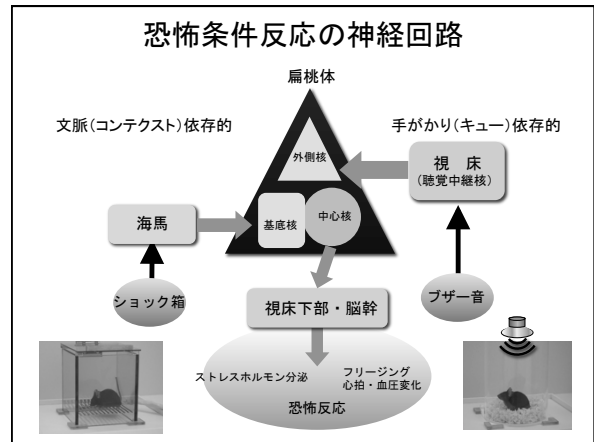 恐怖条件反応の神経回路
扁桃体
文脈（コンテクスト）依存的
手がかり（キュー）依存的
外側核
視　床
（聴覚中継核）
海馬
基底核
中心核
ショック箱
視床下部・脳幹
ブザー音
ストレスホルモン分泌
フリージング
心拍・血圧変化
恐怖反応